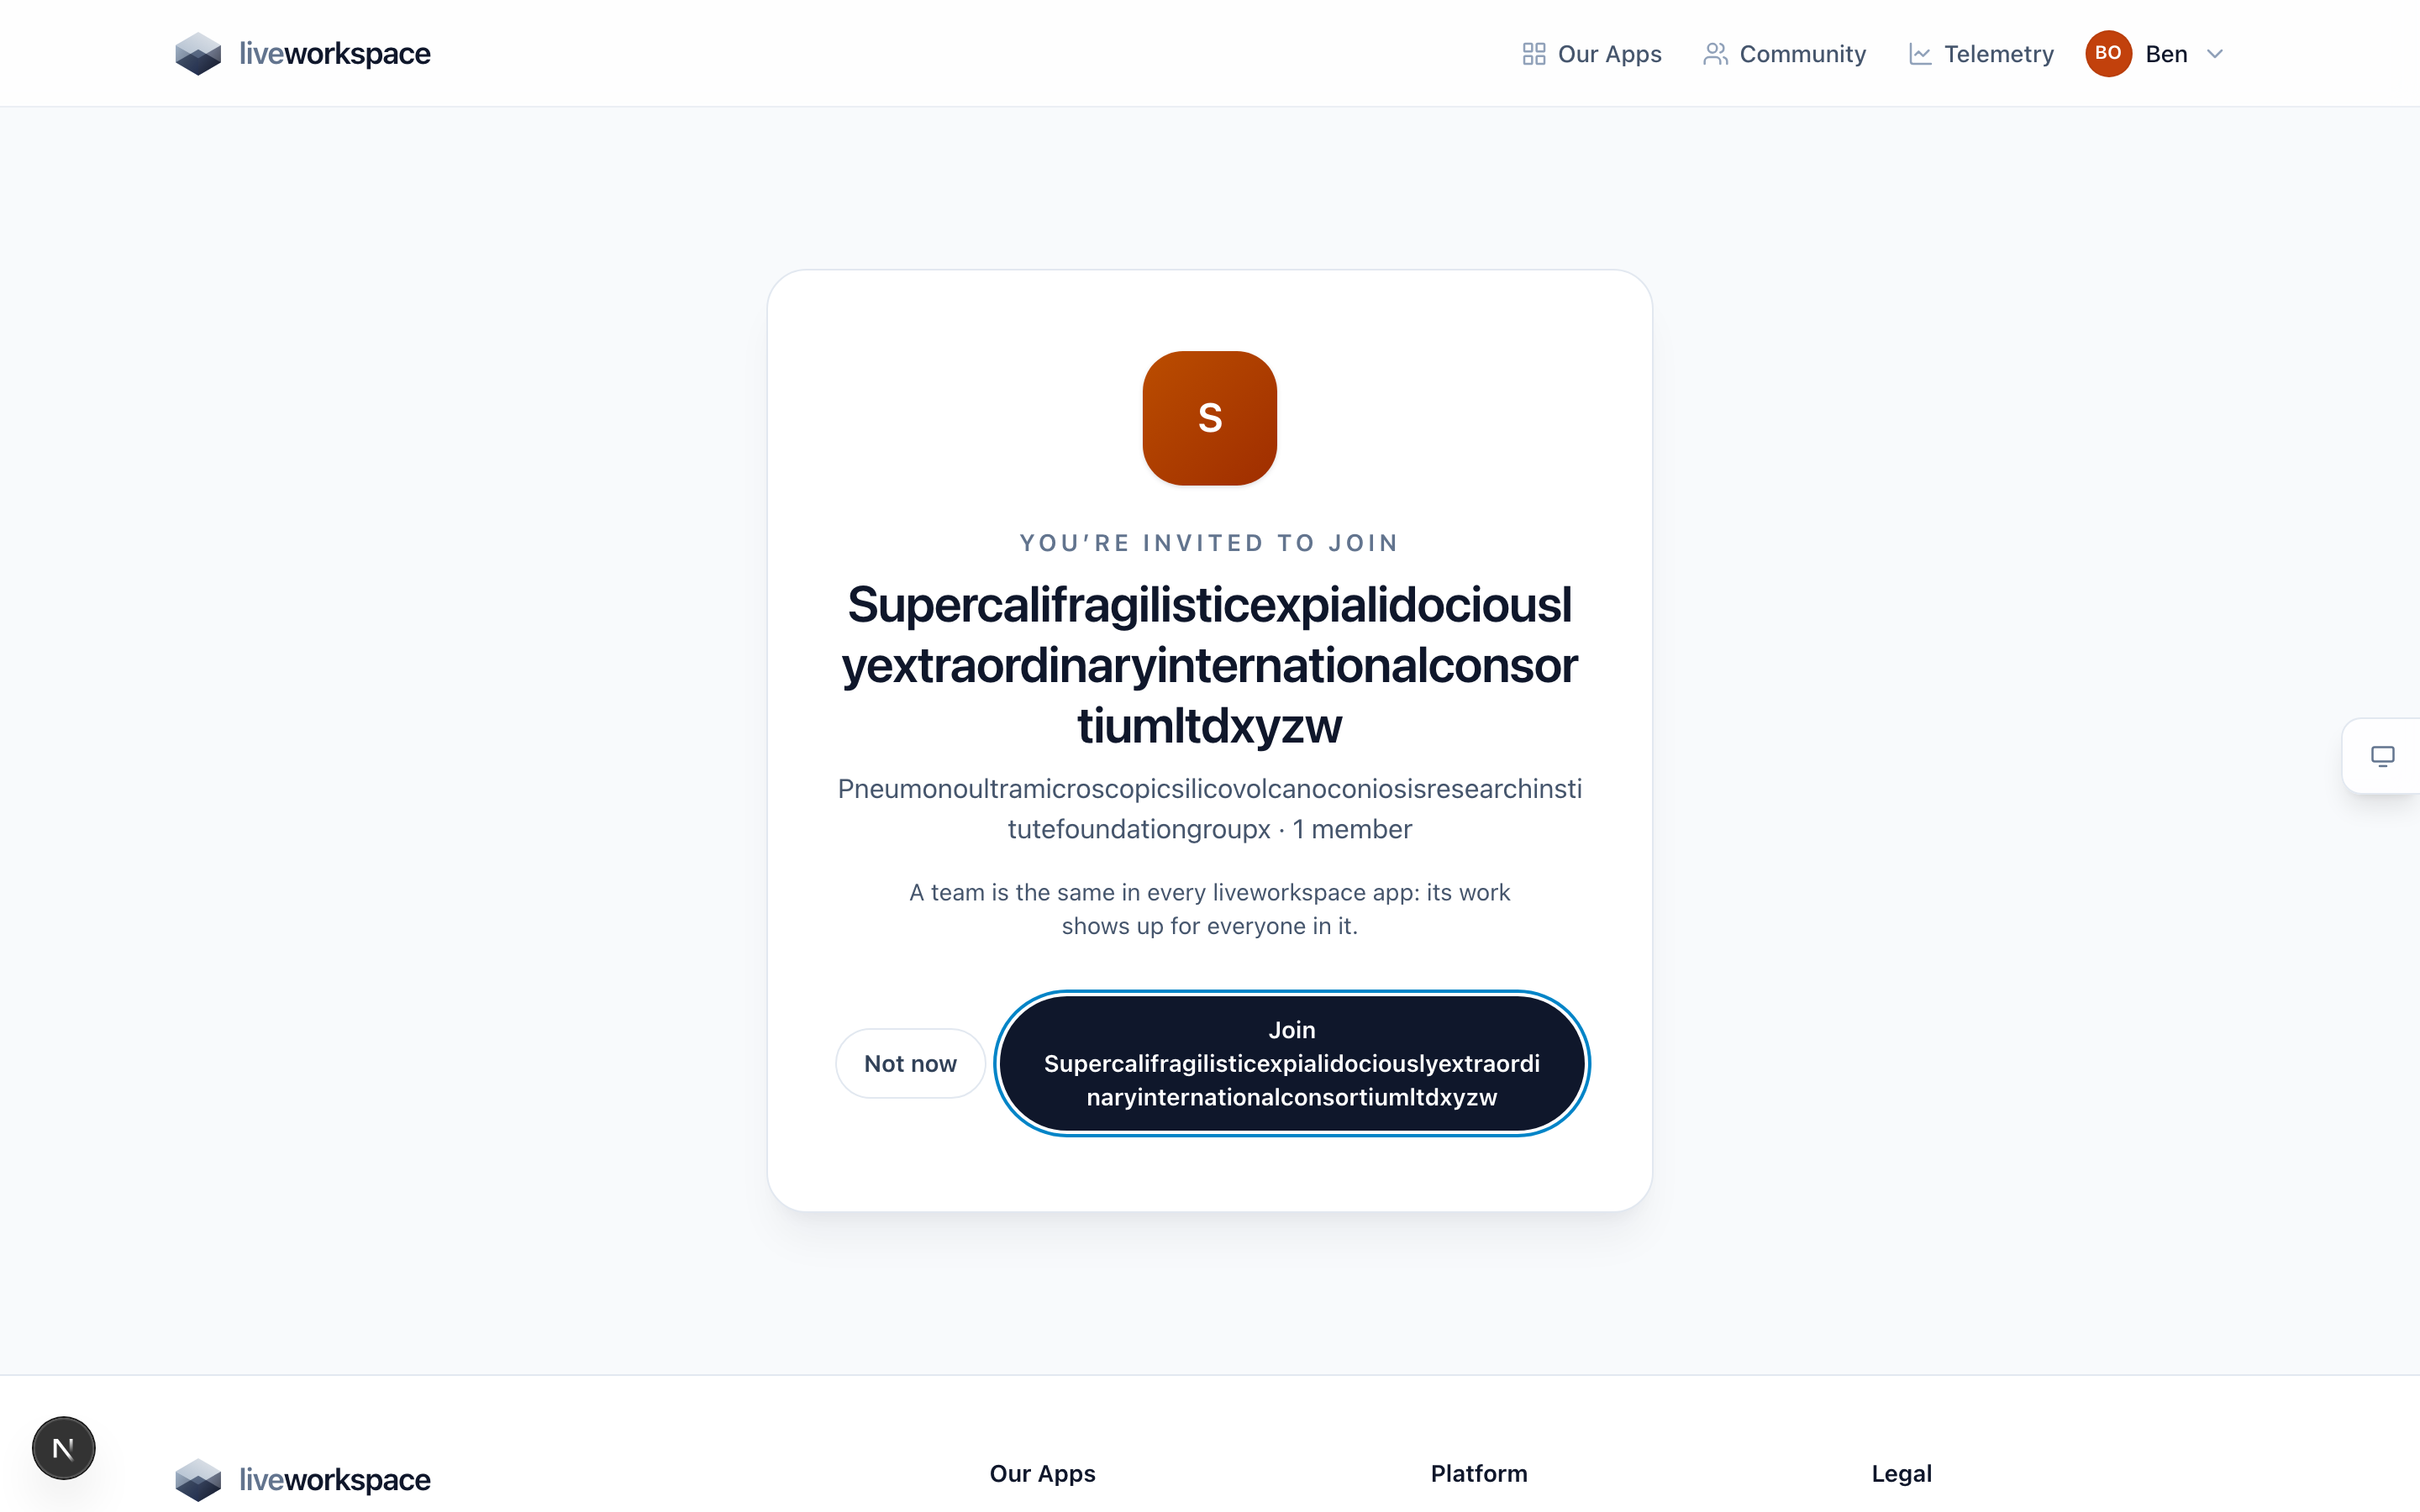 liveworkspace
Our Apps
Community
Telemetry
BO
Ben
S
YOU’RE INVITED TO JOIN
Supercalifragilisticexpialidociousl
yextraordinaryinternationalconsor
tiumltdxyzw
Pneumonoultramicroscopicsilicovolcanoconiosisresearchinsti
tutefoundationgroupx · 1 member
A team is the same in every liveworkspace app: its work
shows up for everyone in it.
Not now
Join
Supercalifragilisticexpialidociouslyextraordi
naryinternationalconsortiumltdxyzw
N
liveworkspace
Our Apps
Platform
Legal